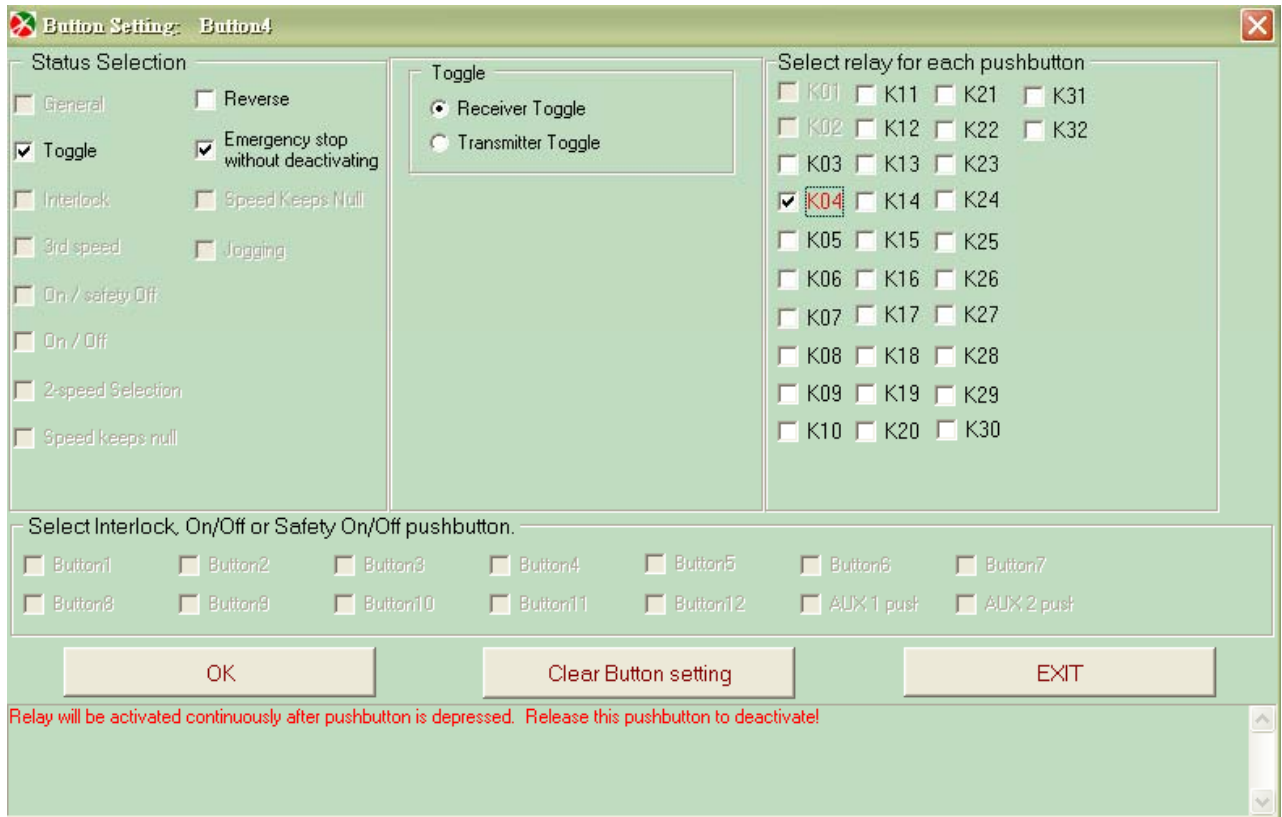 Button Setting: Button4
Status Selection
General
Reverse
Toggle
Emergency stop
without deactivating
Interlock
Speed Keeps Null
3rd speed
Jogging
On / safety Off
On / Off
2-speed Selection
Speed keeps null
Toggle
Receiver Toggle
Transmitter Toggle
Select relay for each pushbutton
K01 K11 K21 K31
K02 K12 K22 K32
K03 K13 K23
K04 K14 K24
K05 K15 K25
K06 K16 K26
K07 K17 K27
K08 K18 K28
K09 K19 K29
K10 K20 K30
Select Interlock, On/Off or Safety On/Off pushbutton.
Button1 Button2 Button3 Button4 Button5 Button6 Button7
Button8 Button9 Button10 Button11 Button12 AUX 1 push AUX 2 push
OK Clear Button setting EXIT
Relay will be activated continuously after pushbutton is depressed. Release this pushbutton to deactivate!